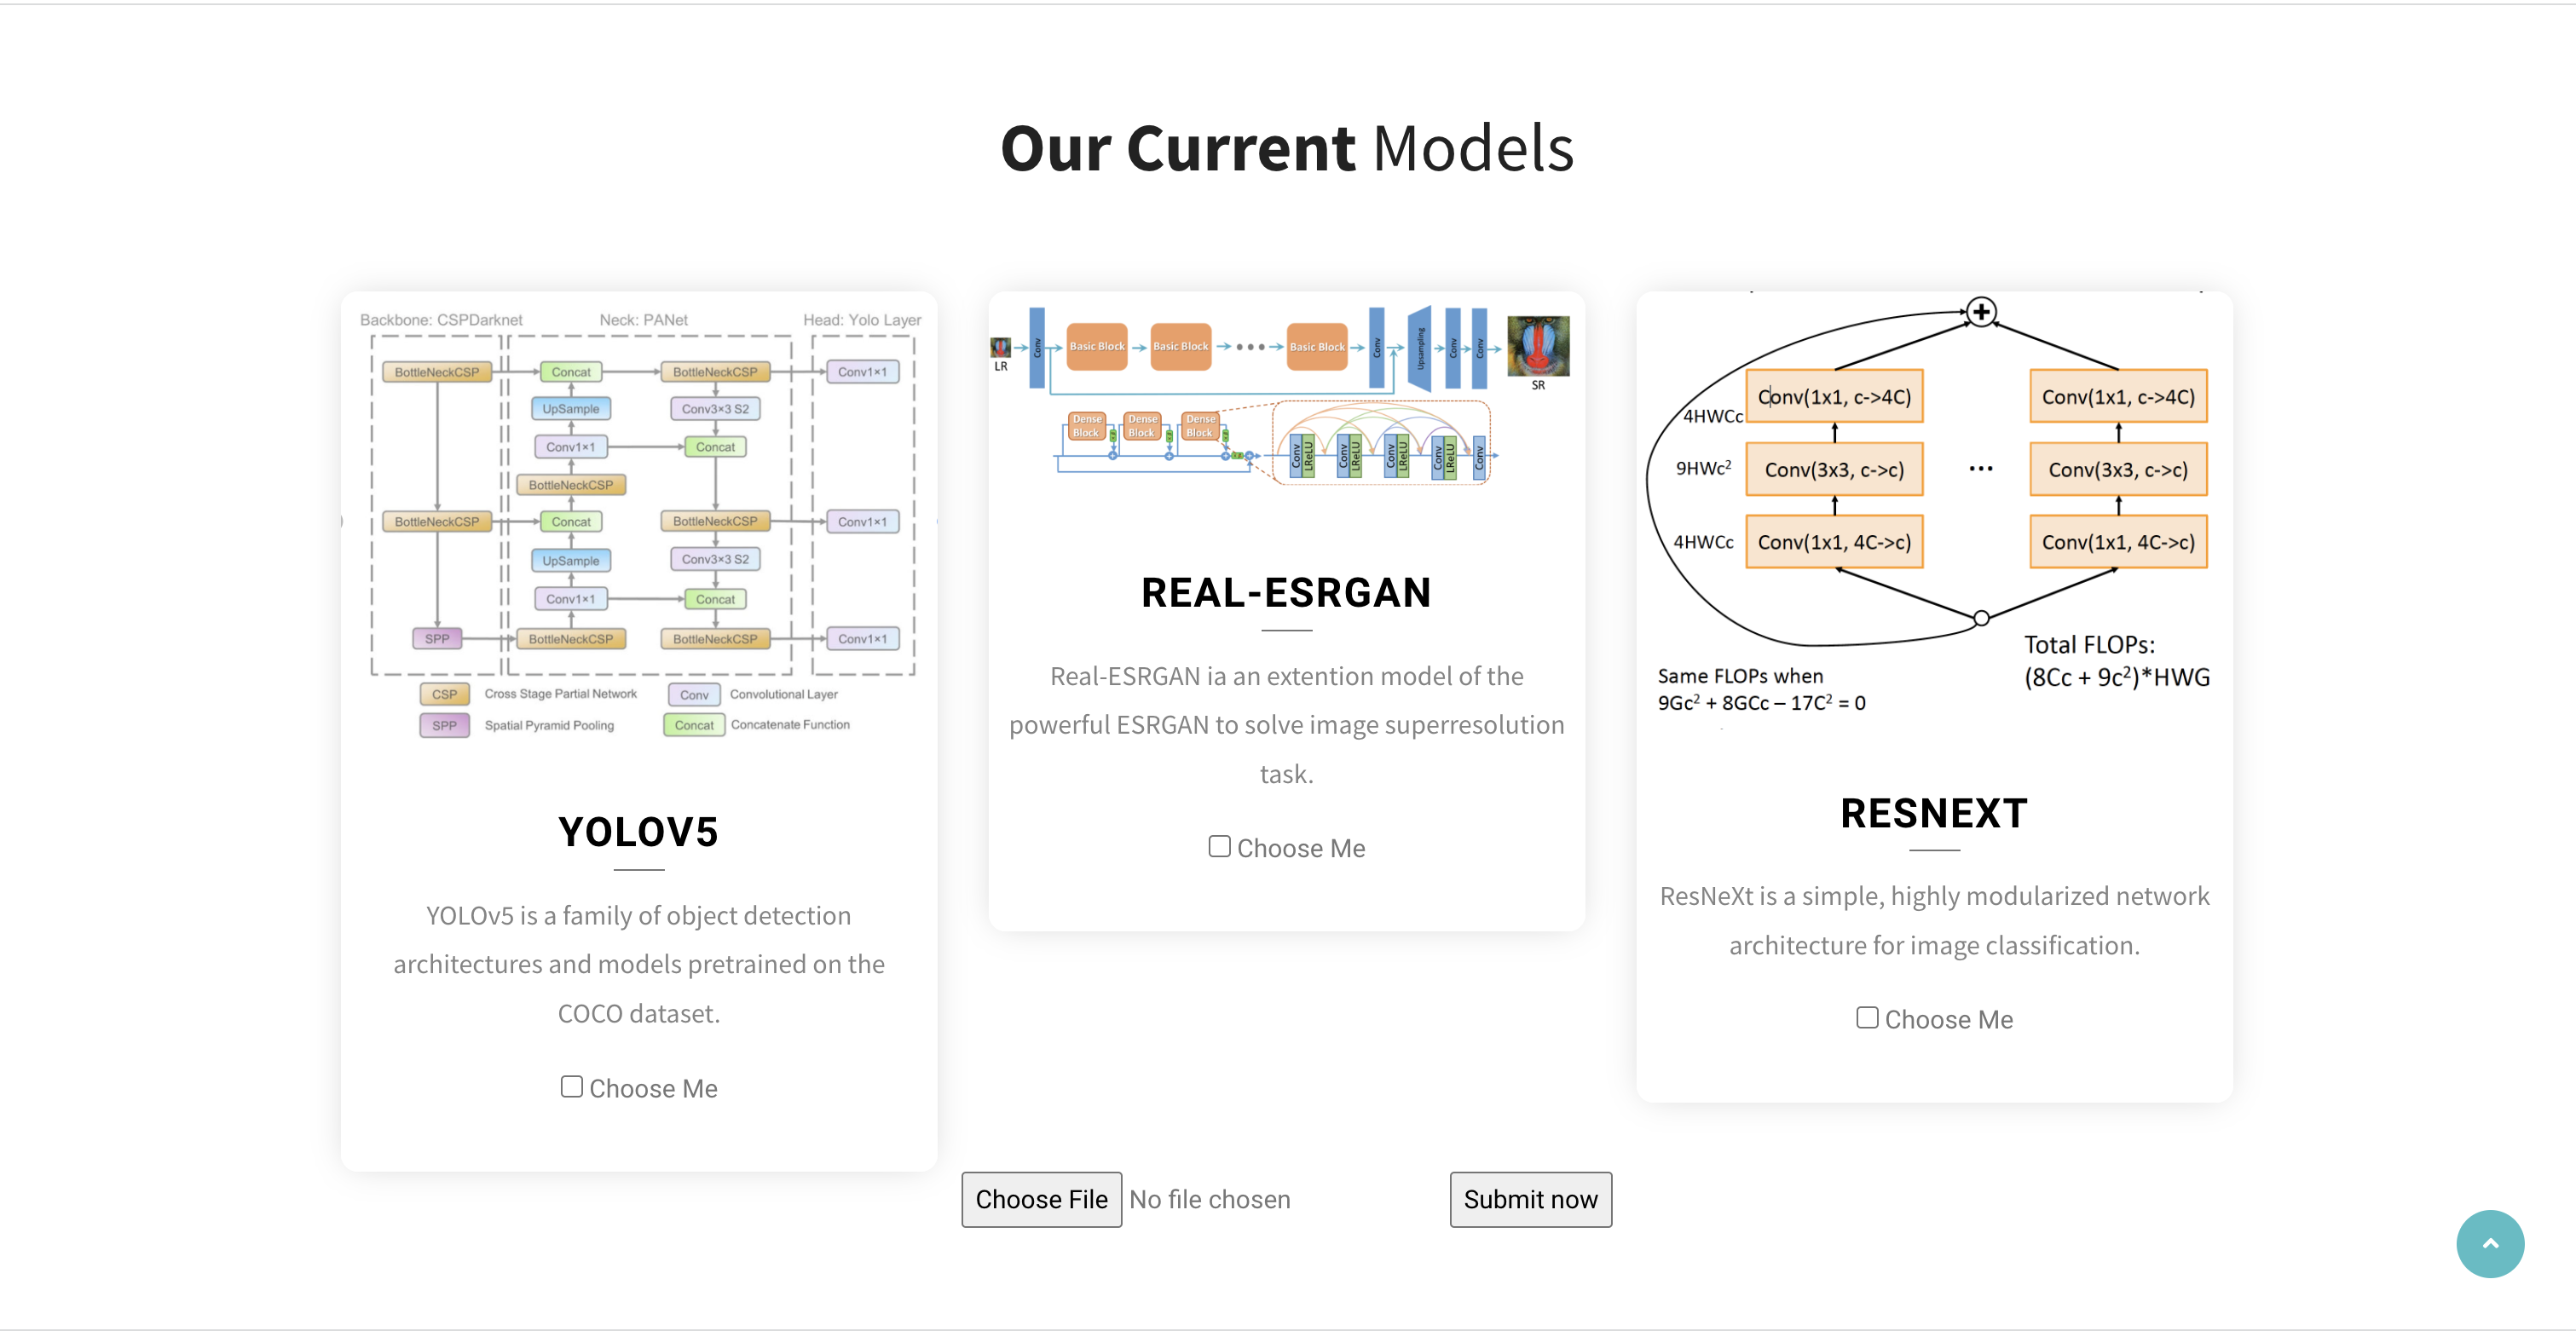 Our Current Models
Backbone: CSPDarknet
Neck: PANet
Head: Yolo Layer
BottleNeckCSP
Concat
BottleNeckCSP
Conv1×1
UpSample
Conv3×3 S2
Conv1×1
Concat
BottleNeckCSP
BottleNeckCSP
Concat
BottleNeckCSP
Conv1×1
UpSample
Conv3×3 S2
Conv1×1
Concat
SPP
BottleNeckCSP
BottleNeckCSP
Conv1×1
CSP
Cross Stage Partial Network
Conv
Convolutional Layer
SPP
Spatial Pyramid Pooling
Concat
Concatenate Function
YOLOV5
YOLOv5 is a family of object detection
architectures and models pretrained on the
COCO dataset.
Choose Me
LR
Conv
Basic Block
Basic Block
Basic Block
Conv
Upsampling
Conv
Conv
SR
Dense
Block
Dense
Block
Dense
Block
Conv
LReLU
Conv
LReLU
Conv
LReLU
Conv
LReLU
Conv
REAL-ESRGAN
Real-ESRGAN ia an extention model of the
powerful ESRGAN to solve image superresolution
task.
Choose Me
4HWCc
Conv(1x1, c->4C)
Conv(1x1, c->4C)
9HWc²
Conv(3x3, c->c)
...
Conv(3x3, c->c)
4HWCc
Conv(1x1, 4C->c)
Conv(1x1, 4C->c)
Total FLOPs:
(8Cc + 9c²)*HWG
Same FLOPs when
9Gc² + 8GCc – 17C² = 0
RESNEXT
ResNeXt is a simple, highly modularized network
architecture for image classification.
Choose Me
Choose File No file chosen
Submit now